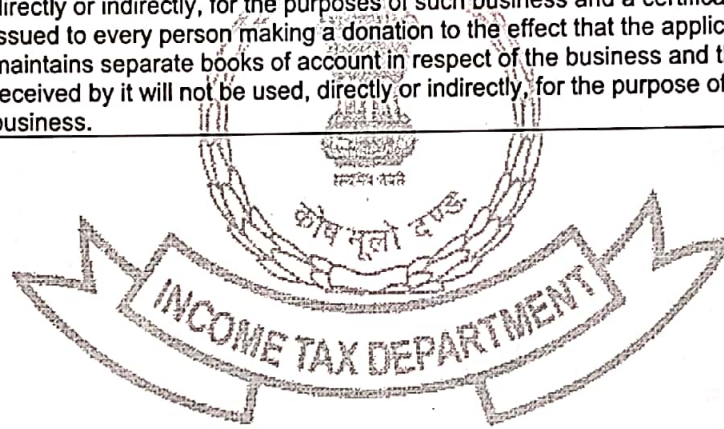 directly or indirectly, for the purposes of such business and a
issued to every person making a donation to the effect that the applic
maintains separate books of account in respect of the business and t
received by it will not be used, directly or indirectly, for the purpose of
business.
सत्यमेव जयते
कोष मूलो दण्ड
INCOME TAX DEPARTMENT